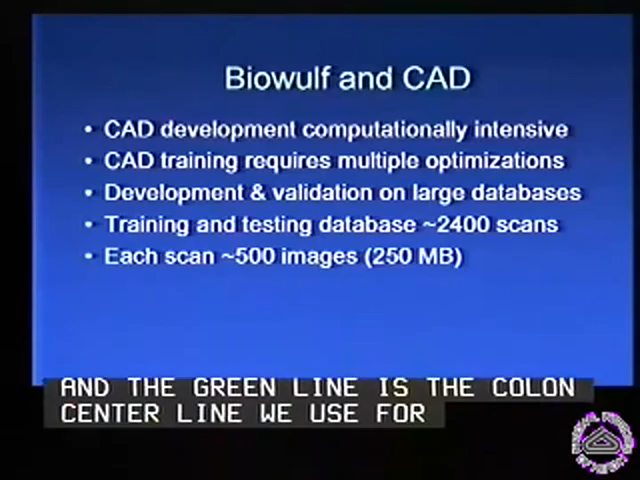 Biowulf and CAD
• CAD development computationally intensive
• CAD training requires multiple optimizations
• Development & validation on large databases
• Training and testing database ~2400 scans
• Each scan ~500 images (250 MB)
AND THE GREEN LINE IS THE COLON
CENTER LINE WE USE FOR